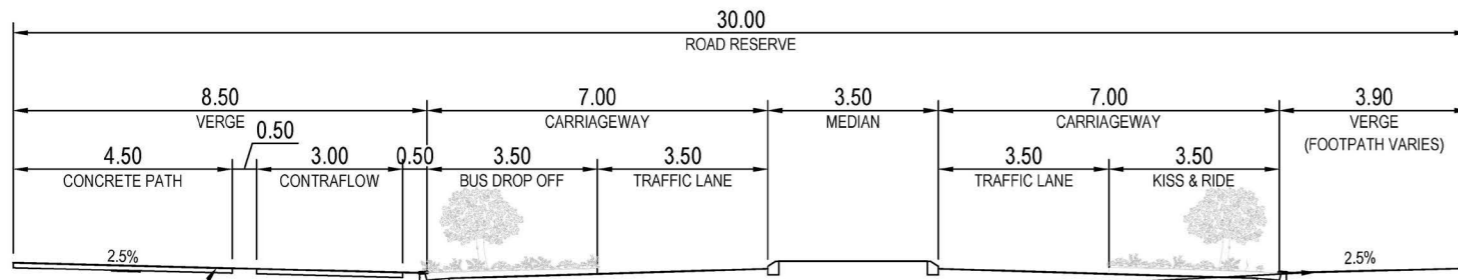 30.00
ROAD RESERVE
8.50
VERGE
7.00
CARRIAGEWAY
3.50
MEDIAN
7.00
CARRIAGEWAY
3.90
VERGE
(FOOTPATH VARIES)
4.50
CONCRETE PATH
0.50
3.00
CONTRAFLOW
0.50
3.50
BUS DROP OFF
3.50
TRAFFIC LANE
3.50
TRAFFIC LANE
3.50
KISS & RIDE
2.5%
2.5%